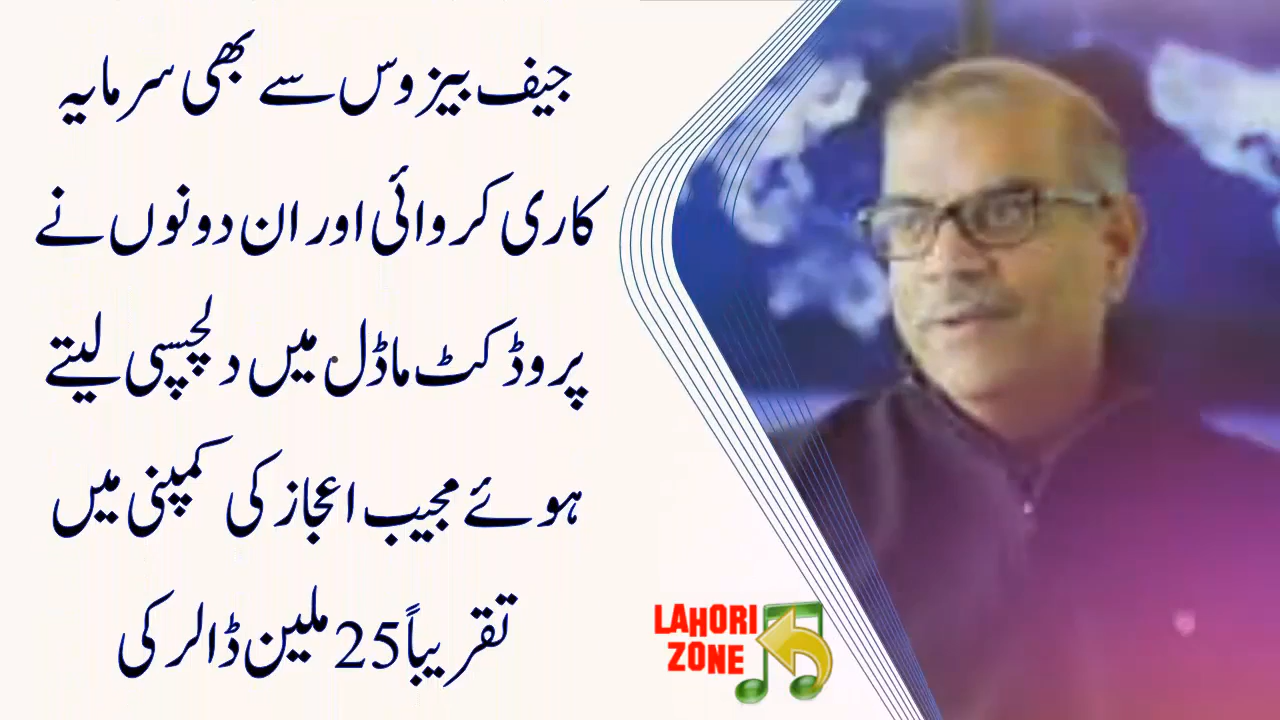 جیف بیزوس سے بھی سرمایہ
کاری کروائی اور ان دونوں نے
پروڈکٹ ماڈل میں دلچسپی لیتے
ہوئے مجیب اعجاز کی کمپنی میں
تقریباً 25 ملین ڈالر کی
LAHORI
ZONE